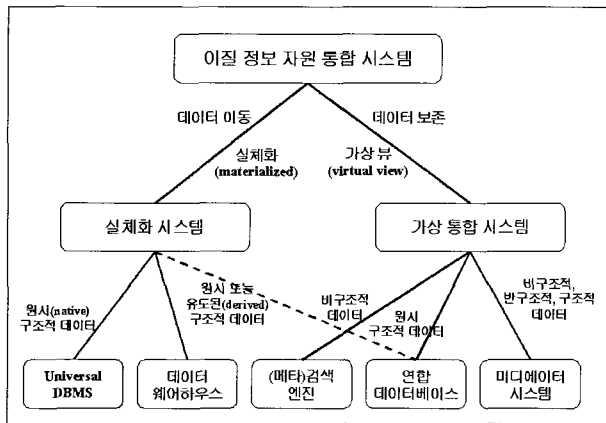 이질 정보 자원 통합 시스템
데이터 이동
데이터 보존
실체화
(materialized)
가상 뷰
(virtual view)
실체화 시스템
가상 통합 시스템
원시(native)
구조적 데이터
원시 또는
유도된(derived)
구조적 데이터
비구조적
데이터
원시
구조적 데이터
비구조적,
반구조적, 구조적
데이터
Universal
DBMS
데이터
웨어하우스
(메타)검색
엔진
연합
데이터베이스
미디에이터
시스템